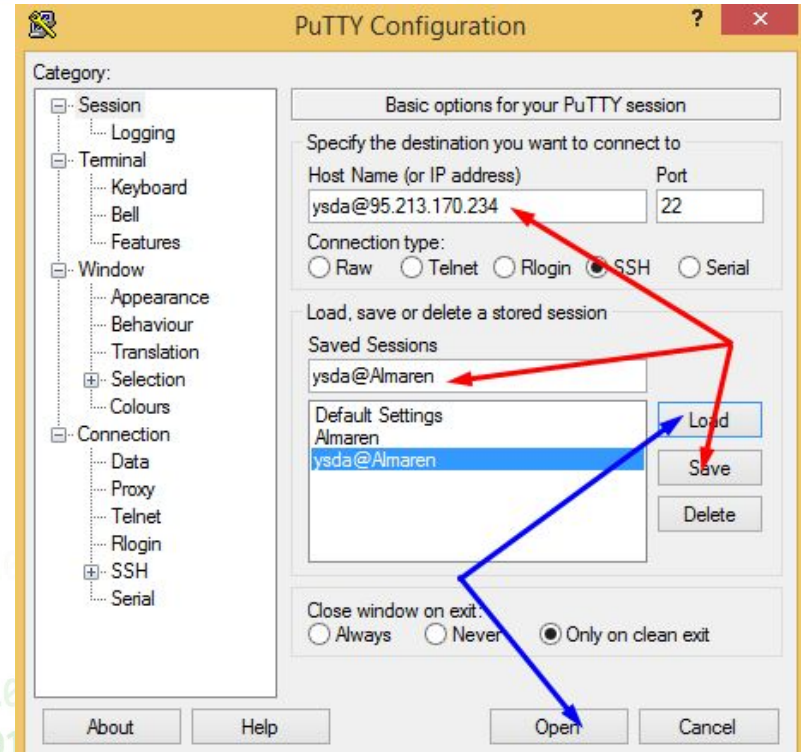 PuTTY Configuration
?
×
Category:
Session
Logging
Terminal
Keyboard
Bell
Features
Window
Appearance
Behaviour
Translation
Selection
Colours
Connection
Data
Proxy
Telnet
Rlogin
SSH
Serial
Basic options for your PuTTY session
Specify the destination you want to connect to
Host Name (or IP address) Port
ysda@95.213.170.234 22
Connection type:
Raw Telnet Rlogin SSH Serial
Load, save or delete a stored session
Saved Sessions
ysda@Almaren
Default Settings
Almaren
ysda@Almaren
Load
Save
Delete
Close window on exit:
Always Never Only on clean exit
About Help Open Cancel